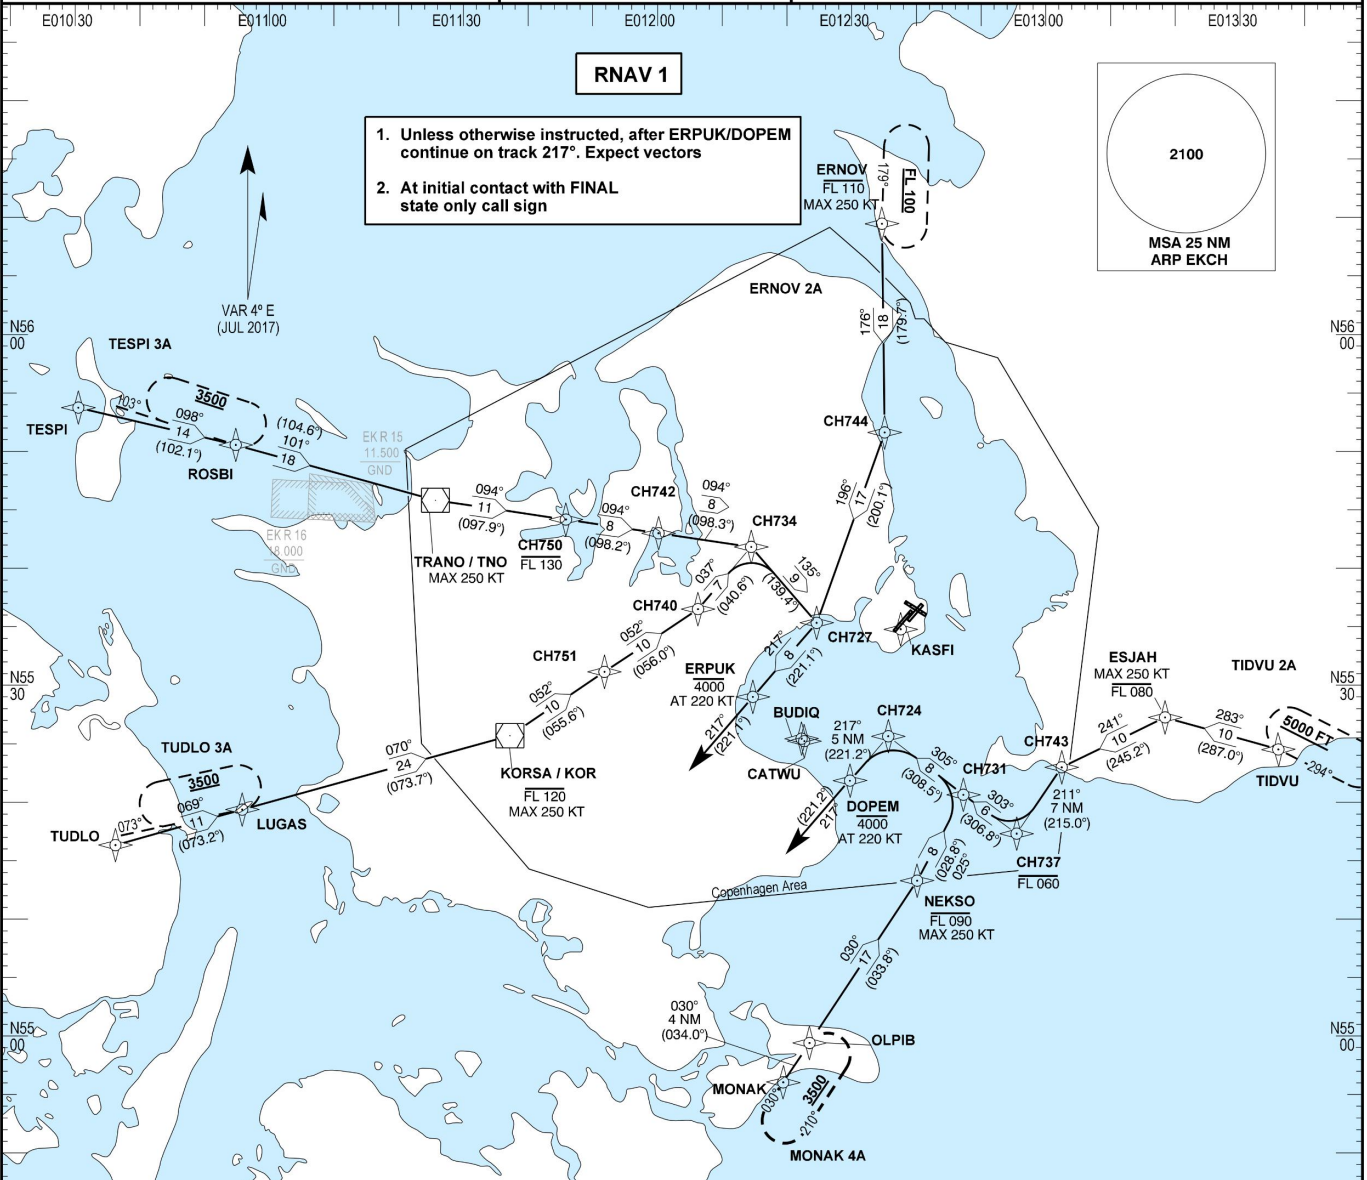 E010:30
E011:00
E011:30
E012:00
E012:30
E013:00
E013:30
RNAV 1
1. Unless otherwise instructed, after ERPUK/DOPEM
continue on track 217°. Expect vectors
2. At initial contact with FINAL
state only call sign
2100
MSA 25 NM
ARP EKCH
VAR 4° E
(JUL 2017)
ERNOV
FL 110
MAX 250 KT
179°
FL 100
ERNOV 2A
176°
18
(179.7°)
N56
00
N56
00
TESPI 3A
3500
103°
098°
14
(102.1°)
TESPI
ROSBI
(104.6°)
101°
18
EK R 15
11.500
GND
EK R 16
18.000
GND
TRANO / TNO
MAX 250 KT
094°
11
(097.9°)
CH750
FL 130
094°
8
(098.2°)
CH742
094°
8
(098.3°)
CH734
CH744
196°
17
(200.1°)
135°
9
(139.4°)
037°
7
(040.6°)
CH740
052°
10
(056.0°)
CH751
052°
10
(055.6°)
CH727
KASFI
217°
8
(221.1°)
ERPUK
4000
AT 220 KT
217°
(221.1°)
N55
30
N55
30
BUDIQ
CATWU
217°
5 NM
(221.2°)
CH724
DOPEM
4000
AT 220 KT
(221.2°)
217°
305°
8
(308.5°)
CH731
303°
6
(306.8°)
CH737
FL 060
CH743
211°
7 NM
(215.0°)
ESJAH
MAX 250 KT
FL 080
241°
10
(245.2°)
TIDVU 2A
283°
10
(287.0°)
5000 FT
294°
TIDVU
TUDLO 3A
3500
073°
069°
11
(073.2°)
TUDLO
LUGAS
070°
24
(073.7°)
KORSA / KOR
FL 120
MAX 250 KT
Copenhagen Area
8
(028.8°)
025°
NEKSO
FL 090
MAX 250 KT
030°
17
(033.8°)
030°
4 NM
(034.0°)
OLPIB
MONAK
030°
3500
210°
MONAK 4A
N55
00
N55
00